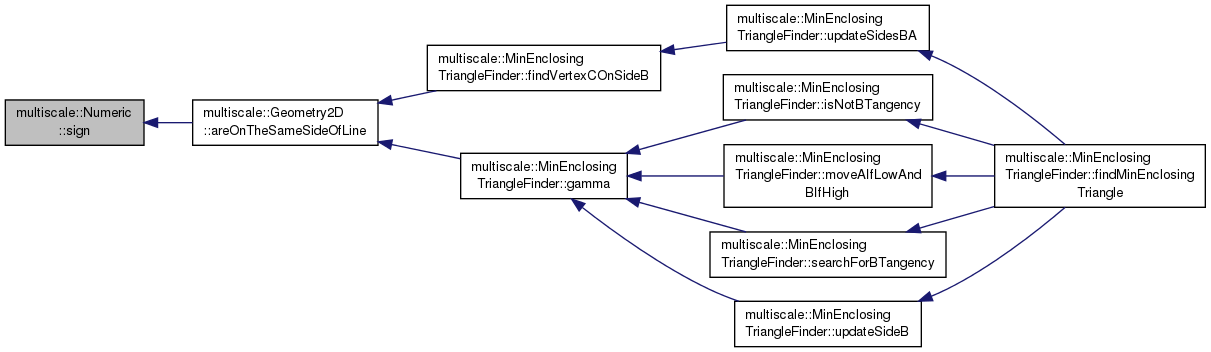 multiscale::Numeric
::sign
multiscale::Geometry2D
::areOnTheSameSideOfLine
multiscale::MinEnclosing
TriangleFinder::findVertexCOnSideB
multiscale::MinEnclosing
TriangleFinder::gamma
multiscale::MinEnclosing
TriangleFinder::updateSidesBA
multiscale::MinEnclosing
TriangleFinder::isNotBTangency
multiscale::MinEnclosing
TriangleFinder::moveAIfLowAnd
BIfHigh
multiscale::MinEnclosing
TriangleFinder::searchForBTangency
multiscale::MinEnclosing
TriangleFinder::updateSideB
multiscale::MinEnclosing
TriangleFinder::findMinEnclosing
Triangle